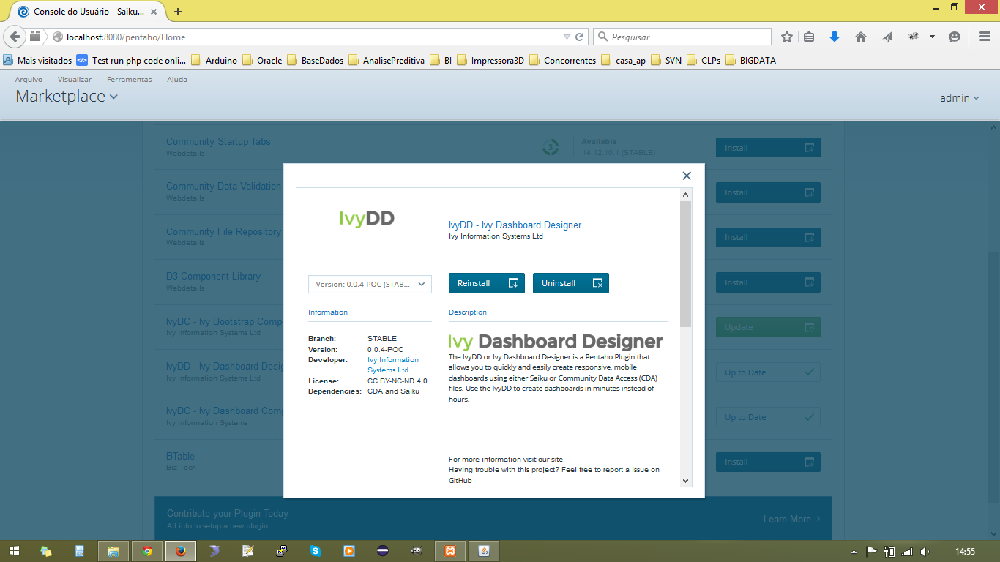 Console do Usuário - Saiku...
localhost:8080/pentaho/Home
Pesquisar
Mais visitados
Test run php code onli...
Arduino
Oracle
BaseDados
AnalisePreditiva
BI
Impressora3D
Concorrentes
casa_ap
SVN
CLPs
BIGDATA
Arquivo
Visualizar
Ferramentas
Ajuda
Marketplace
admin
Community Startup Tabs
Webdetails
3
Available
14.12.10.1 (STABLE)
Install
Community Data Validation
Webdetails
Install
Community File Repository
Webdetails
Install
D3 Component Library
Webdetails
Install
IvyBC - Ivy Bootstrap Compo
Ivy Information Systems Ltd
Update
IvyDD - Ivy Dashboard Desig
Ivy Information Systems Ltd
Up to Date
IvyDC - Ivy Dashboard Comp
Ivy Information Systems
Up to Date
BTable
Biz Tech
Install
Contribute your Plugin Today
All info to setup a new plugin.
Learn More
IvyDD
IvyDD - Ivy Dashboard Designer
Ivy Information Systems Ltd
Version: 0.0.4-POC (STAB...
Reinstall
Uninstall
Information
Branch: STABLE
Version: 0.0.4-POC
Developer: Ivy Information
Systems Ltd
License: CC BY-NC-ND 4.0
Dependencies: CDA and Saiku
Description
Ivy Dashboard Designer
The IvyDD or Ivy Dashboard Designer is a Pentaho Plugin that
allows you to quickly and easily create responsive, mobile
dashboards using either Saiku or Community Data Access (CDA)
files. Use the IvyDD to create dashboards in minutes instead of
hours.
For more information visit our site.
Having trouble with this project? Feel free to report a issue on
GitHub
14:55